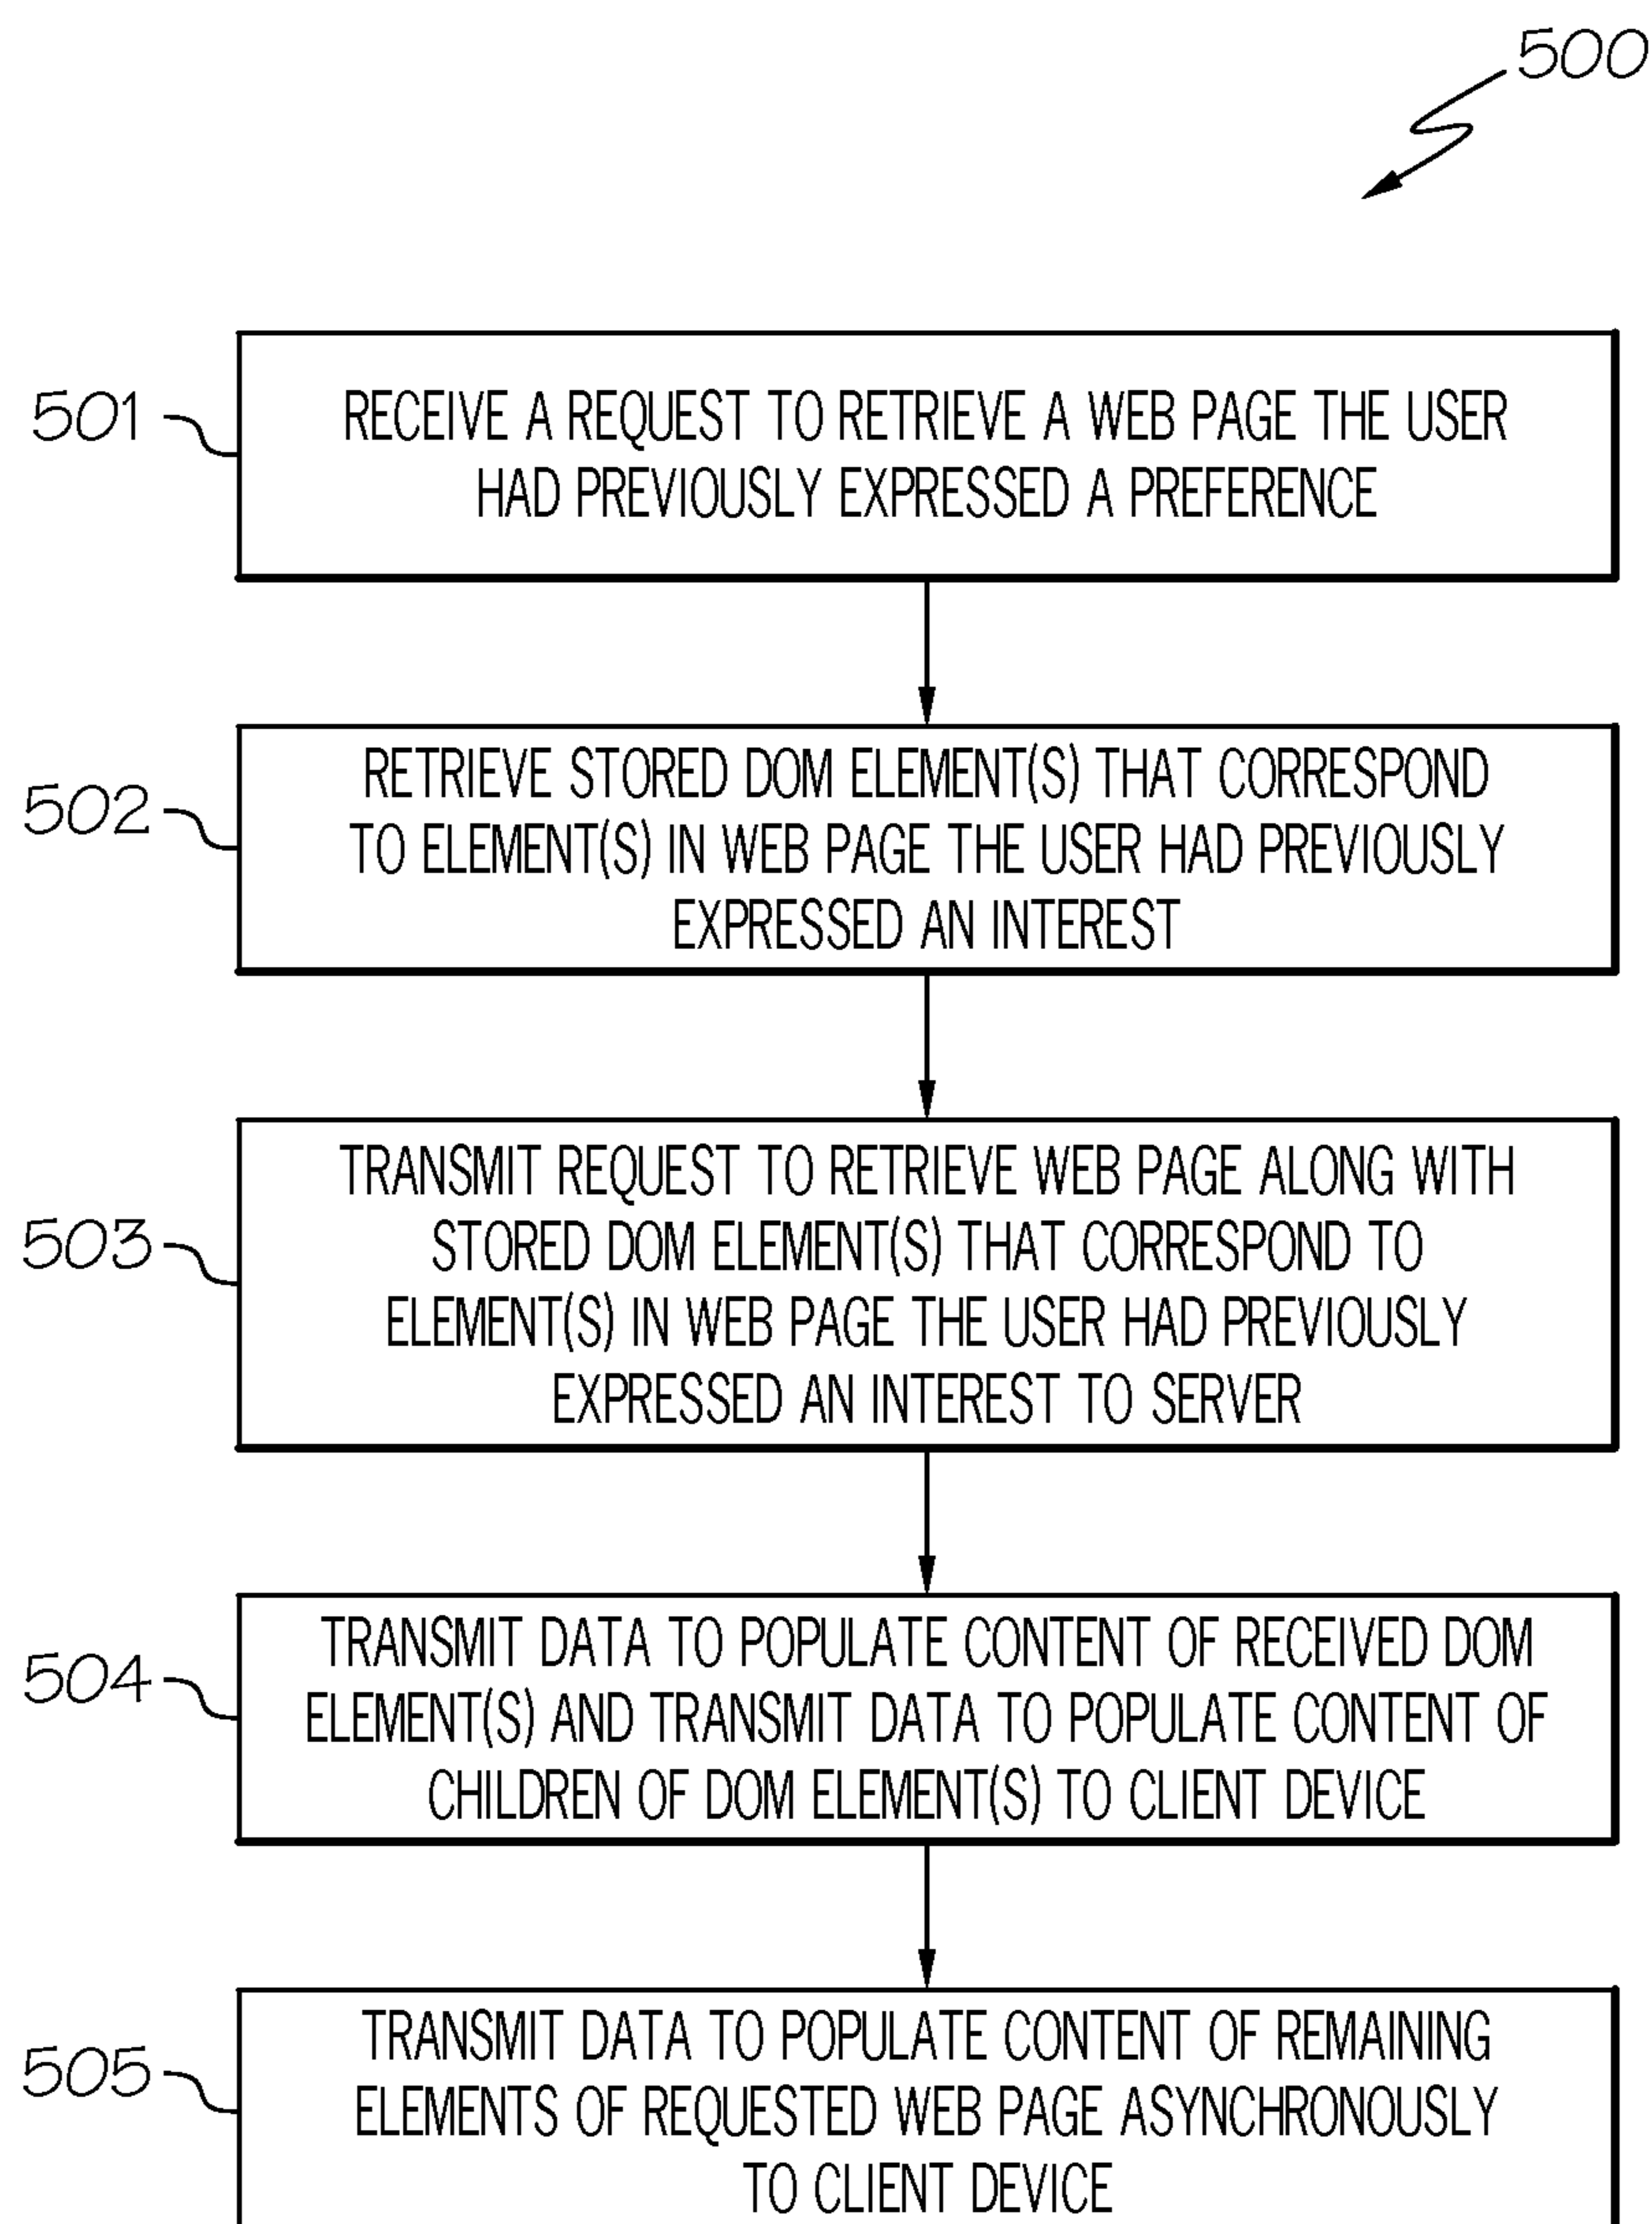 500
501
RECEIVE A REQUEST TO RETRIEVE A WEB PAGE THE USER
HAD PREVIOUSLY EXPRESSED A PREFERENCE
502
RETRIEVE STORED DOM ELEMENT(S) THAT CORRESPOND
TO ELEMENT(S) IN WEB PAGE THE USER HAD PREVIOUSLY
EXPRESSED AN INTEREST
503
TRANSMIT REQUEST TO RETRIEVE WEB PAGE ALONG WITH
STORED DOM ELEMENT(S) THAT CORRESPOND TO
ELEMENT(S) IN WEB PAGE THE USER HAD PREVIOUSLY
EXPRESSED AN INTEREST TO SERVER
504
TRANSMIT DATA TO POPULATE CONTENT OF RECEIVED DOM
ELEMENT(S) AND TRANSMIT DATA TO POPULATE CONTENT OF
CHILDREN OF DOM ELEMENT(S) TO CLIENT DEVICE
505
TRANSMIT DATA TO POPULATE CONTENT OF REMAINING
ELEMENTS OF REQUESTED WEB PAGE ASYNCHRONOUSLY
TO CLIENT DEVICE